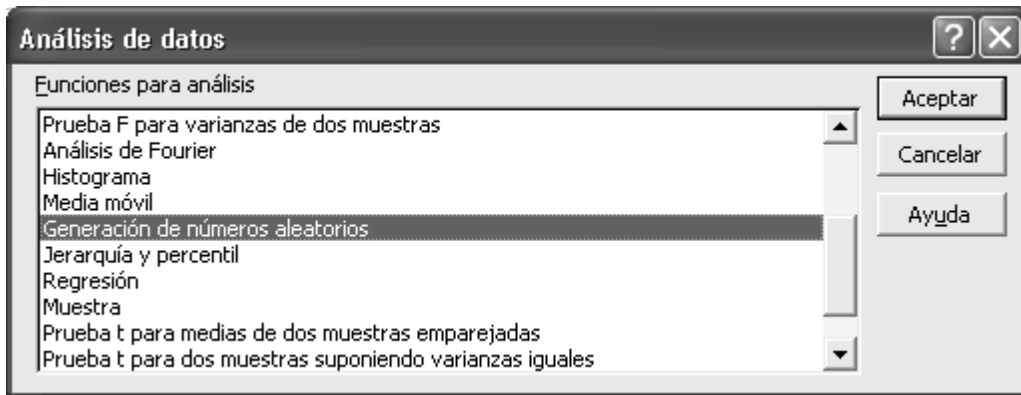 Análisis de datos
Funciones para análisis
Prueba F para varianzas de dos muestras
Análisis de Fourier
Histograma
Media móvil
Generación de números aleatorios
Jerarquía y percentil
Regresión
Muestra
Prueba t para medias de dos muestras emparejadas
Prueba t para dos muestras suponiendo varianzas iguales
Aceptar
Cancelar
Ayuda